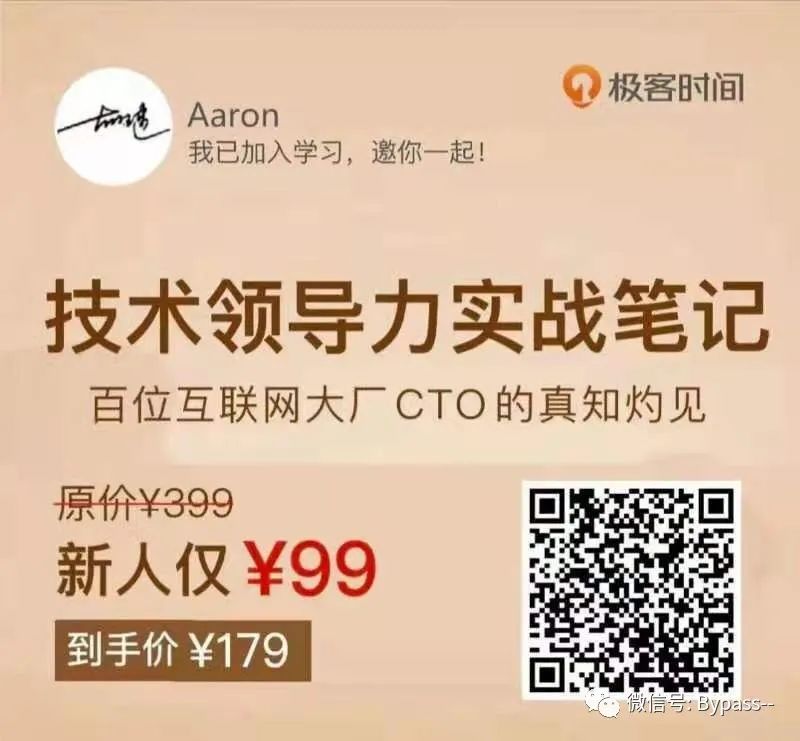 极客时间
Aaron
我已加入学习，邀你一起！
技术领导力实战笔记
百位互联网大厂CTO的真知灼见
原价¥399
新人仅 ¥99
到手价 ¥179
微信号: Bypass--